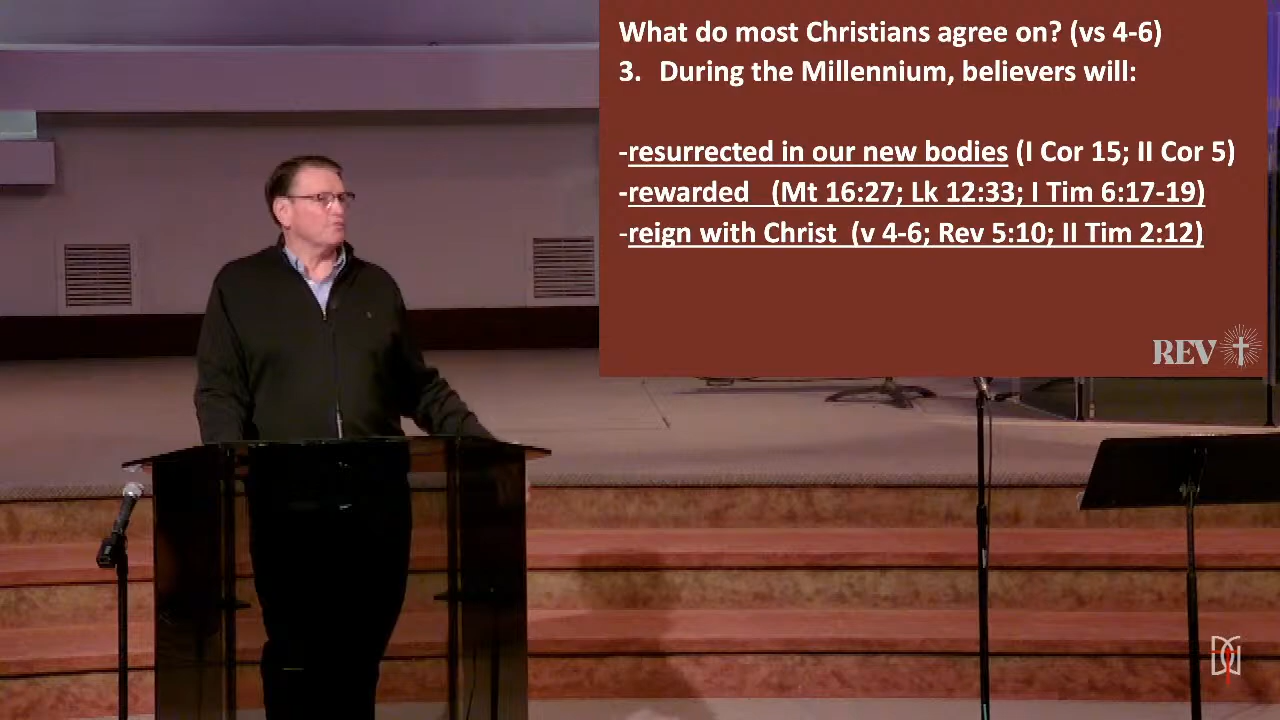 What do most Christians agree on? (vs 4-6)
3. During the Millennium, believers will:
-resurrected in our new bodies (I Cor 15; II Cor 5)
-rewarded (Mt 16:27; Lk 12:33; I Tim 6:17-19)
-reign with Christ (v 4-6; Rev 5:10; II Tim 2:12)
REV